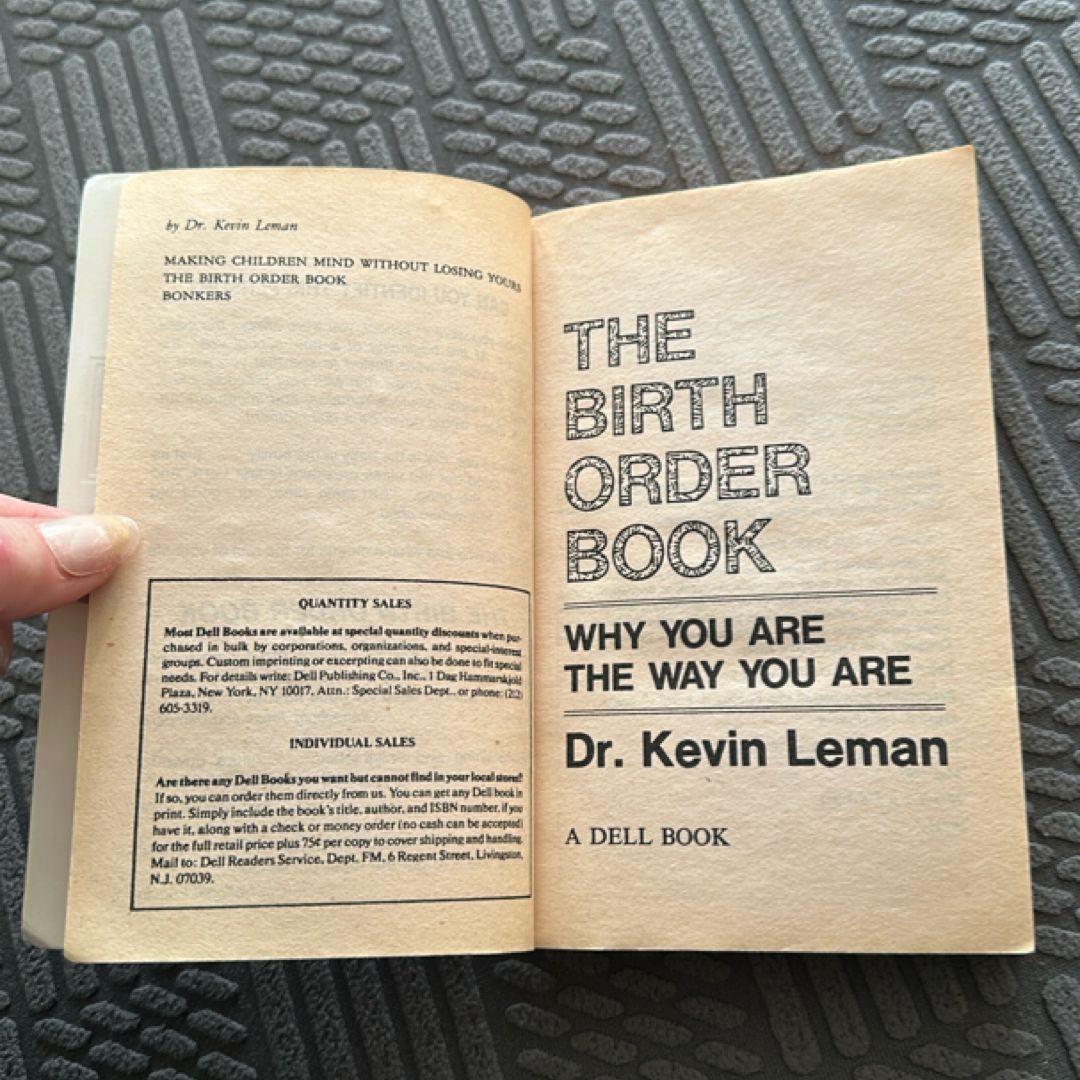 by Dr. Kevin Leman
MAKING CHILDREN MIND WITHOUT LOSING YOURS
THE BIRTH ORDER BOOK
BONKERS
QUANTITY SALES
Most Dell Books are available at special quantity discounts when pur-
chased in bulk by corporations, organizations, and special-interest
groups. Custom imprinting or excerpting can also be done to fit special
needs. For details write: Dell Publishing Co., Inc., 1 Dag Hammarskjold
Plaza, New York, NY 10017, Attn.: Special Sales Dept., or phone: (212)
605-3319.
INDIVIDUAL SALES
Are there any Dell Books you want but cannot find in your local stores?
If so, you can order them directly from us. You can get any Dell book in
print. Simply include the book's title, author, and ISBN number, if you
have it, along with a check or money order (no cash can be accepted)
for the full retail price plus 75¢ per copy to cover shipping and handling.
Mail to: Dell Readers Service, Dept. FM, 6 Regent Street, Livingston,
N.J. 07039.
THE
BIRTH
ORDER
BOOK
WHY YOU ARE
THE WAY YOU ARE
Dr. Kevin Leman
A DELL BOOK